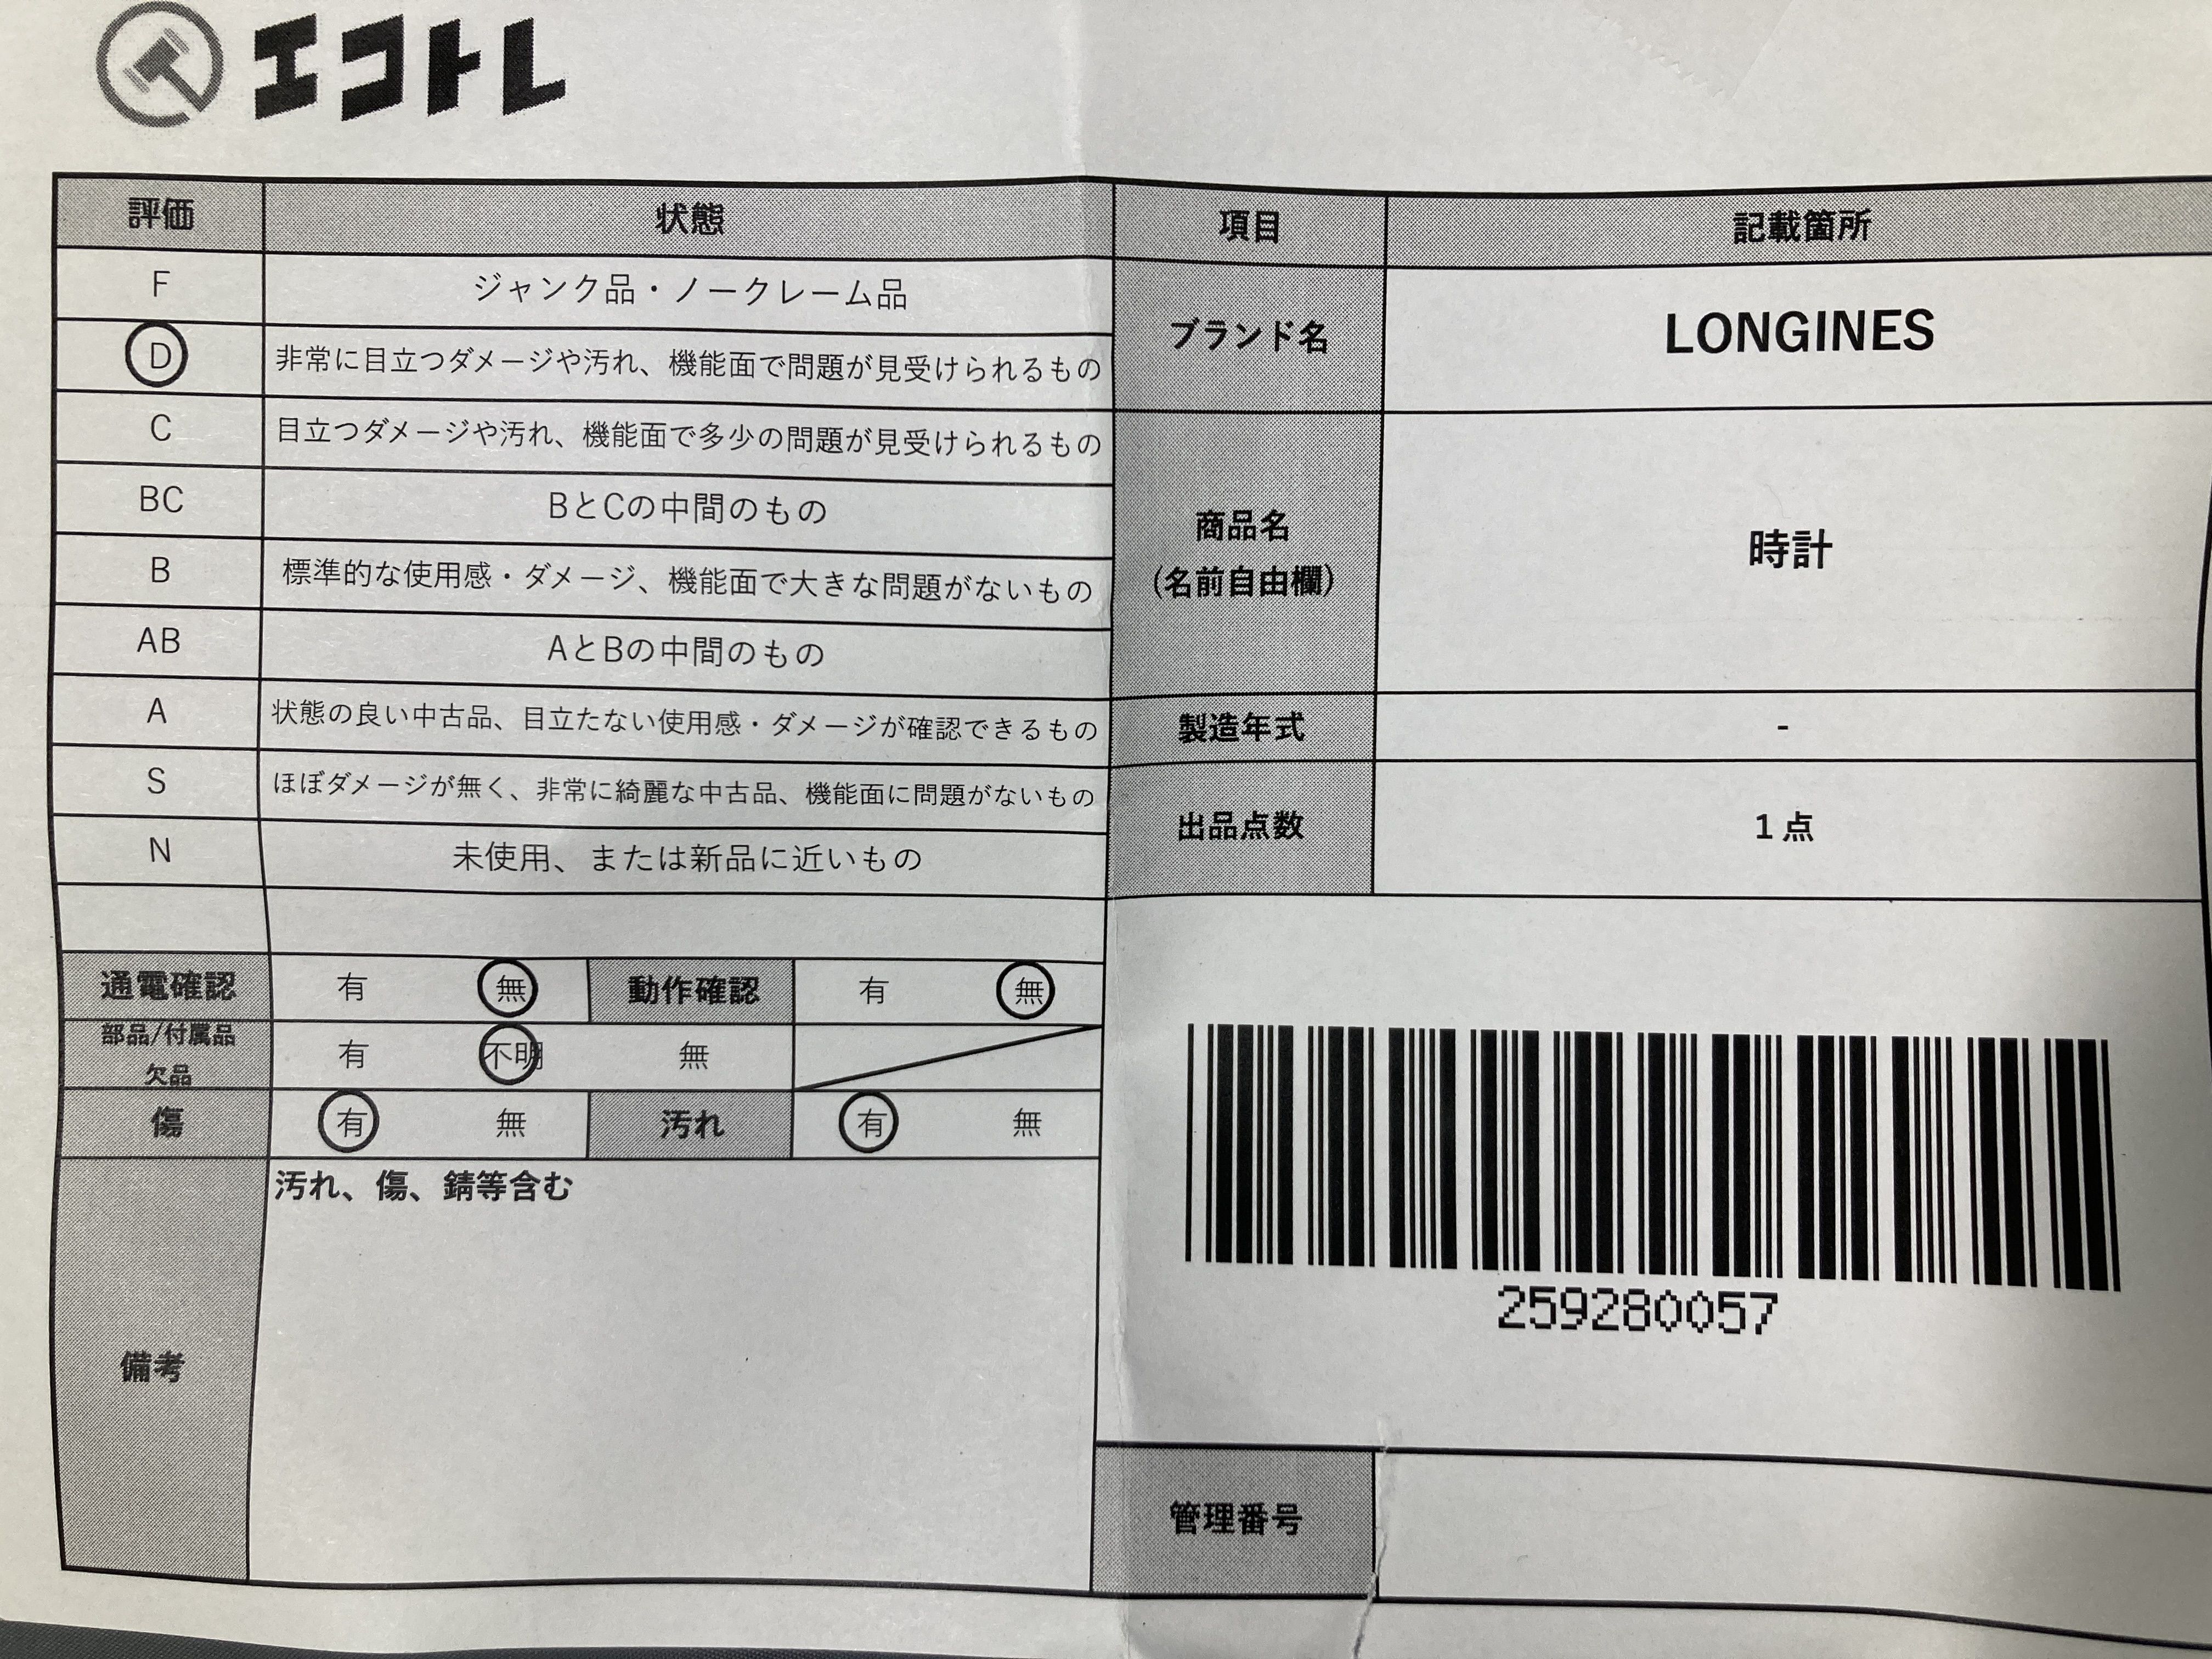 エコトレ
評価 状態
F ジャンク品・ノークレーム品
D 非常に目立つダメージや汚れ、機能面で問題が見受けられるもの
C 目立つダメージや汚れ、機能面で多少の問題が見受けられるもの
BC BとCの中間のもの
B 標準的な使用感・ダメージ、機能面で大きな問題がないもの
AB AとBの中間のもの
A 状態の良い中古品、目立たない使用感・ダメージが確認できるもの
S ほぼダメージが無く、非常に綺麗な中古品、機能面に問題がないもの
N 未使用、または新品に近いもの
通電確認 有 無 動作確認 有 無
部品/付属品
欠品 有 不明 無
傷 有 無 汚れ 有 無
備考 汚れ、傷、錆等含む
項目 記載箇所
ブランド名 LONGINES
商品名
(名前自由欄) 時計
製造年式 -
出品点数 1点
259280057
管理番号